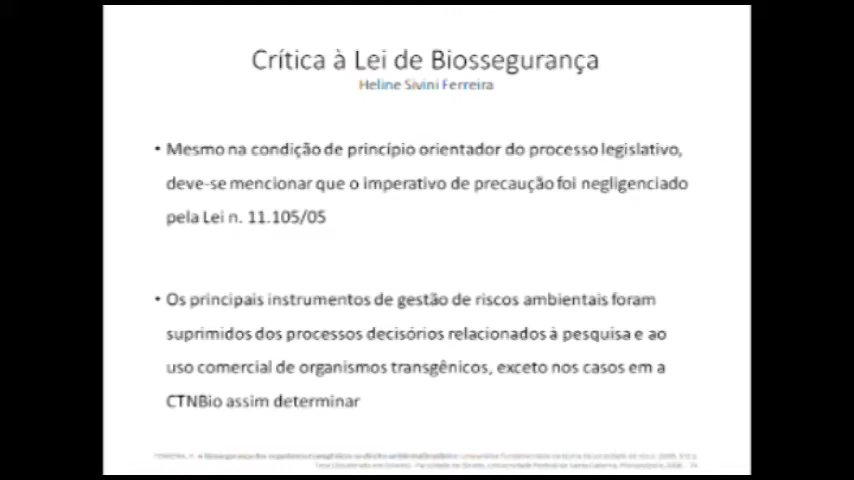 Crítica à Lei de Biossegurança
Heline Sivini Ferreira
• Mesmo na condição de princípio orientador do processo legislativo,
deve-se mencionar que o imperativo de precaução foi negligenciado
pela Lei n. 11.105/05
• Os principais instrumentos de gestão de riscos ambientais foram
suprimidos dos processos decisórios relacionados à pesquisa e ao
uso comercial de organismos transgênicos, exceto nos casos em a
CTNBio assim determinar